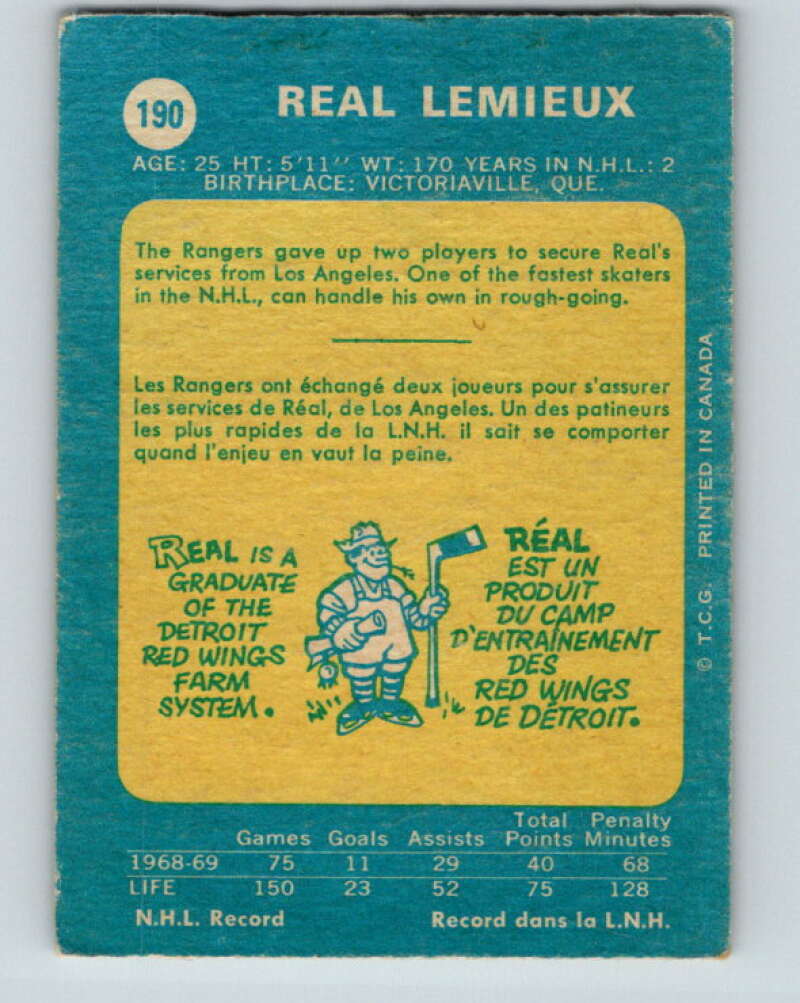 190
REAL LEMIEUX
AGE: 25 HT: 5'11'' WT: 170 YEARS IN N.H.L.: 2
BIRTHPLACE: VICTORIAVILLE, QUE.
The Rangers gave up two players to secure Real's
services from Los Angeles. One of the fastest skaters
in the N.H.L., can handle his own in rough-going.
Les Rangers ont échangé deux joueurs pour s'assurer
les services de Réal, de Los Angeles. Un des patineurs
les plus rapides de la L.N.H. il sait se comporter
quand l'enjeu en vaut la peine.
REAL IS A
GRADUATE
OF THE
DETROIT
RED WINGS
FARM
SYSTEM.
RÉAL
EST UN
PRODUIT
DU CAMP
D'ENTRAÎNEMENT
DES
RED WINGS
DE DÉTROIT.
© T.C.G. PRINTED IN CANADA
Total Penalty
Games Goals Assists Points Minutes
1968-69 75 11 29 40 68
LIFE 150 23 52 75 128
N.H.L. Record Record dans la L.N.H.